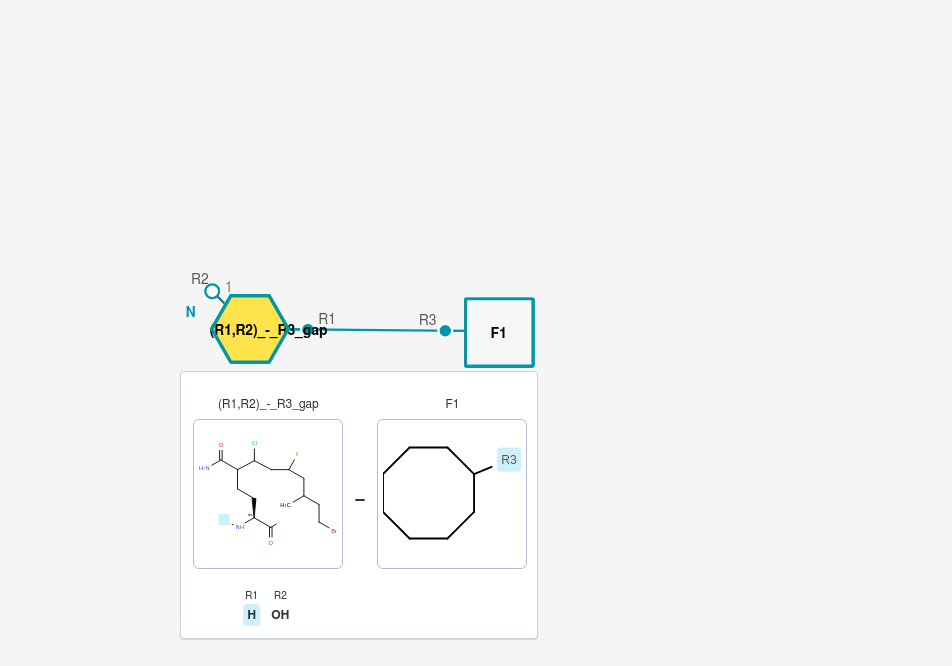 R2
1
N
(R1,R2)_-_R3_gap
R1
R3
F1
(R1,R2)_-_R3_gap
F1
O
Cl
F
H₂N
H₃C
NH
O
Br
–
R3
R1 R2
H OH